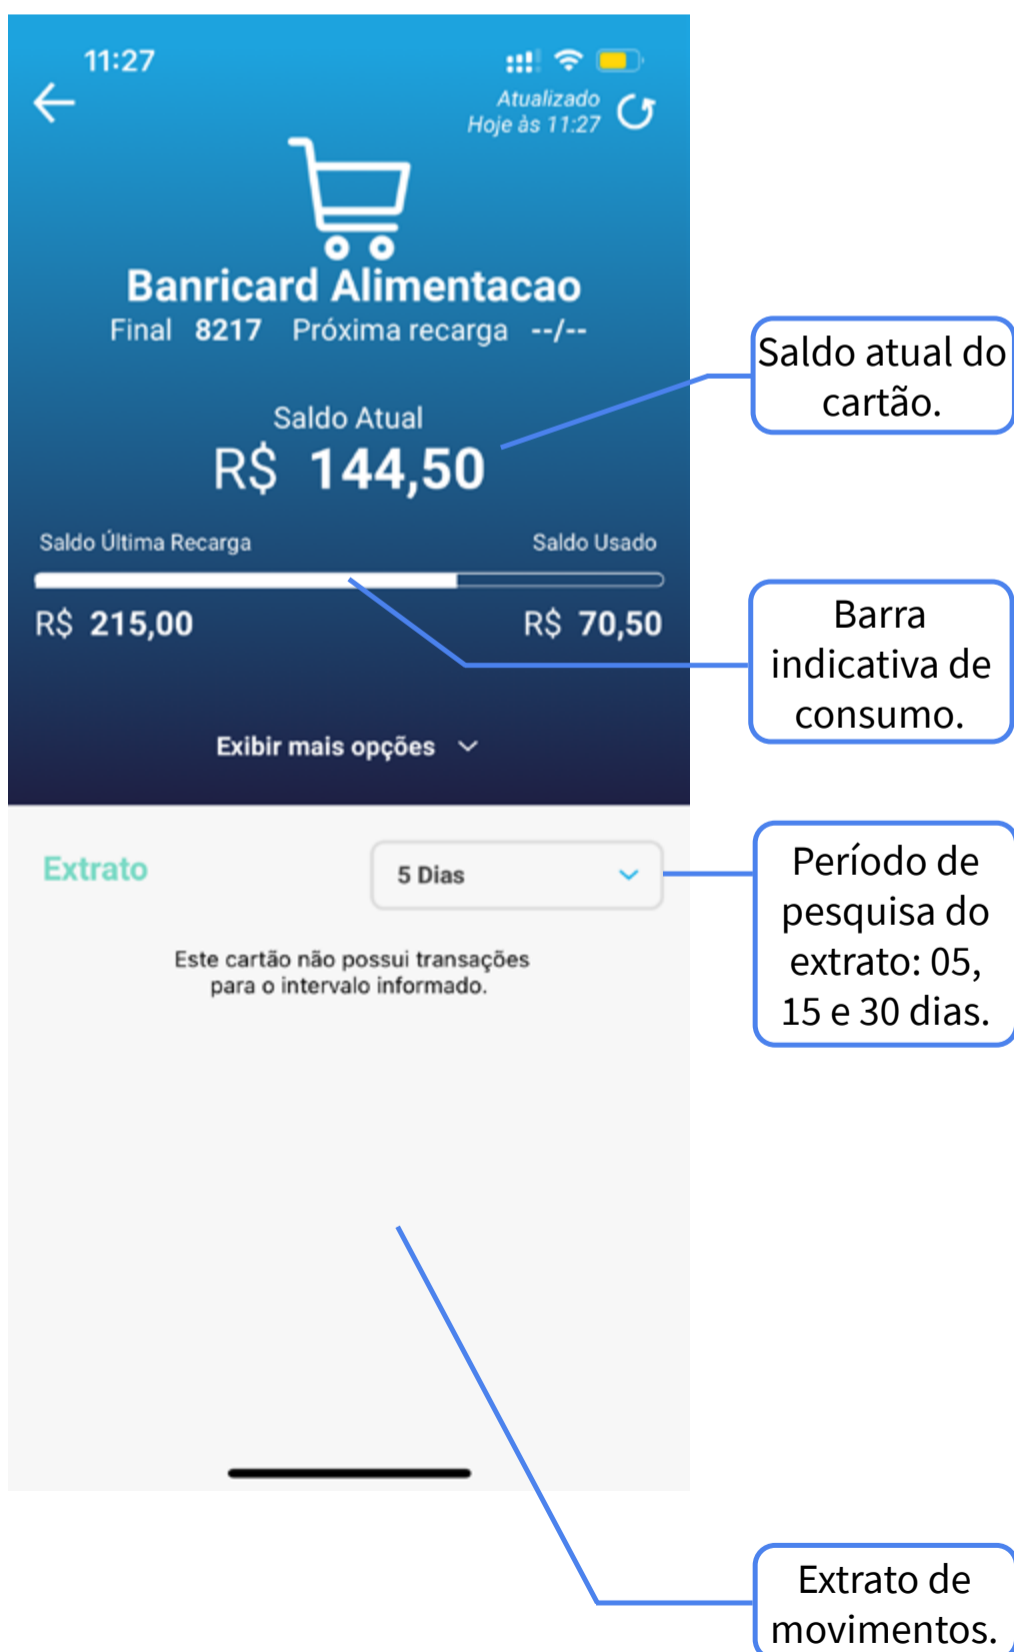 11:27
Atualizado
Hoje às 11:27
Banricard Alimentacao
Final 8217 Próxima recarga --/--
Saldo Atual
R$ 144,50
Saldo Última Recarga Saldo Usado
R$ 215,00 R$ 70,50
Exibir mais opções
Extrato 5 Dias
Este cartão não possui transações
para o intervalo informado.
Saldo atual do
cartão.
Barra
indicativa de
consumo.
Período de
pesquisa do
extrato: 05,
15 e 30 dias.
Extrato de
movimentos.